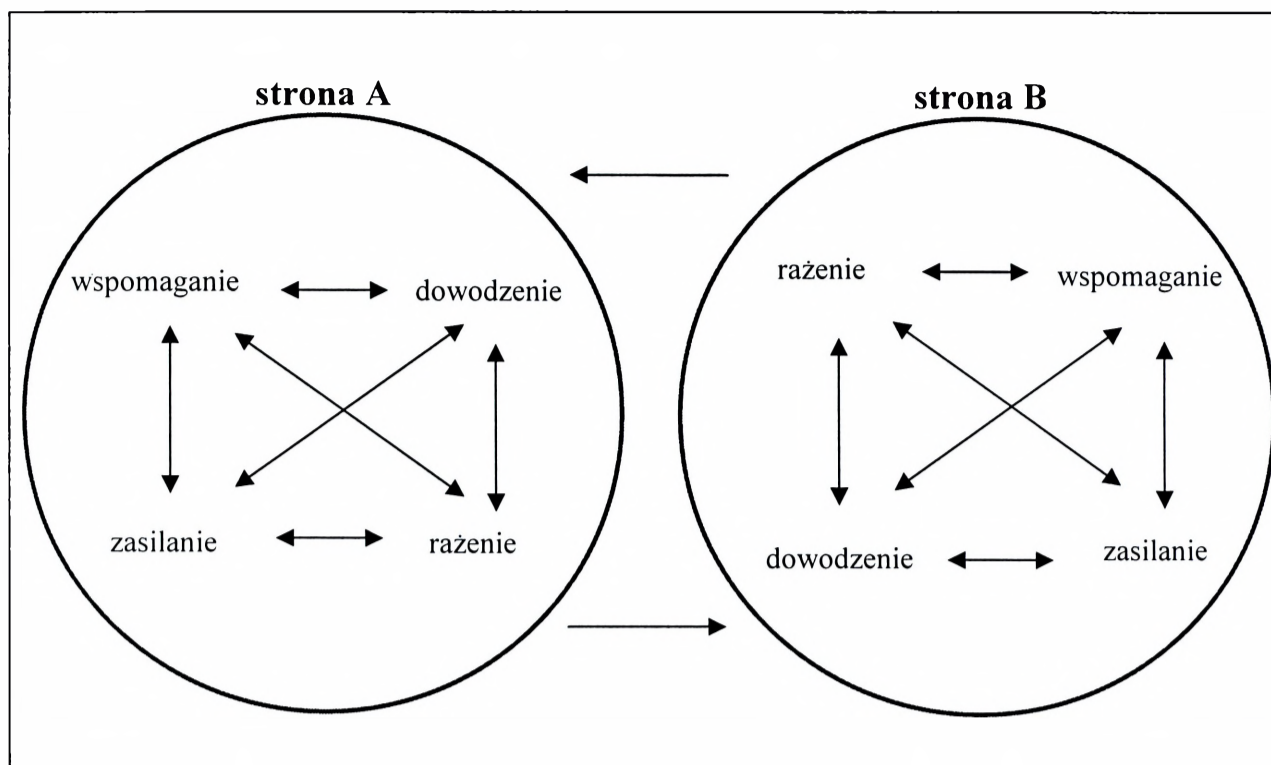 strona A
wspomaganie
dowodzenie
zasilanie
rażenie
strona B
rażenie
wspomaganie
dowodzenie
zasilanie